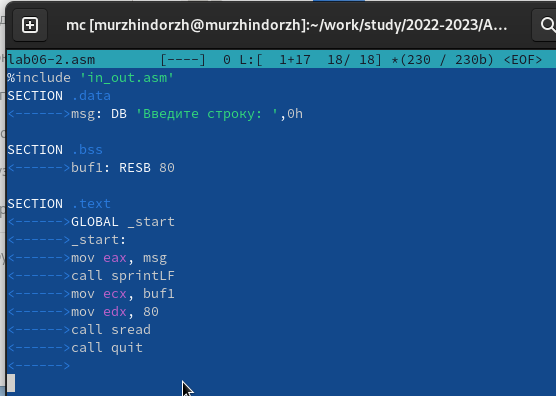 mc [murzhindorzh@murzhindorzh]:~/work/study/2022-2023/А...
lab06-2.asm [----] 0 L:[ 1+17 18/ 18] *(230 / 230b) <EOF>
%include 'in_out.asm'
SECTION .data
<------>msg: DB 'Введите строку: ',0h
SECTION .bss
<------>buf1: RESB 80
SECTION .text
<------>GLOBAL _start
<------>_start:
<------>mov eax, msg
<------>call sprintLF
<------>mov ecx, buf1
<------>mov edx, 80
<------>call sread
<------>call quit
<------>